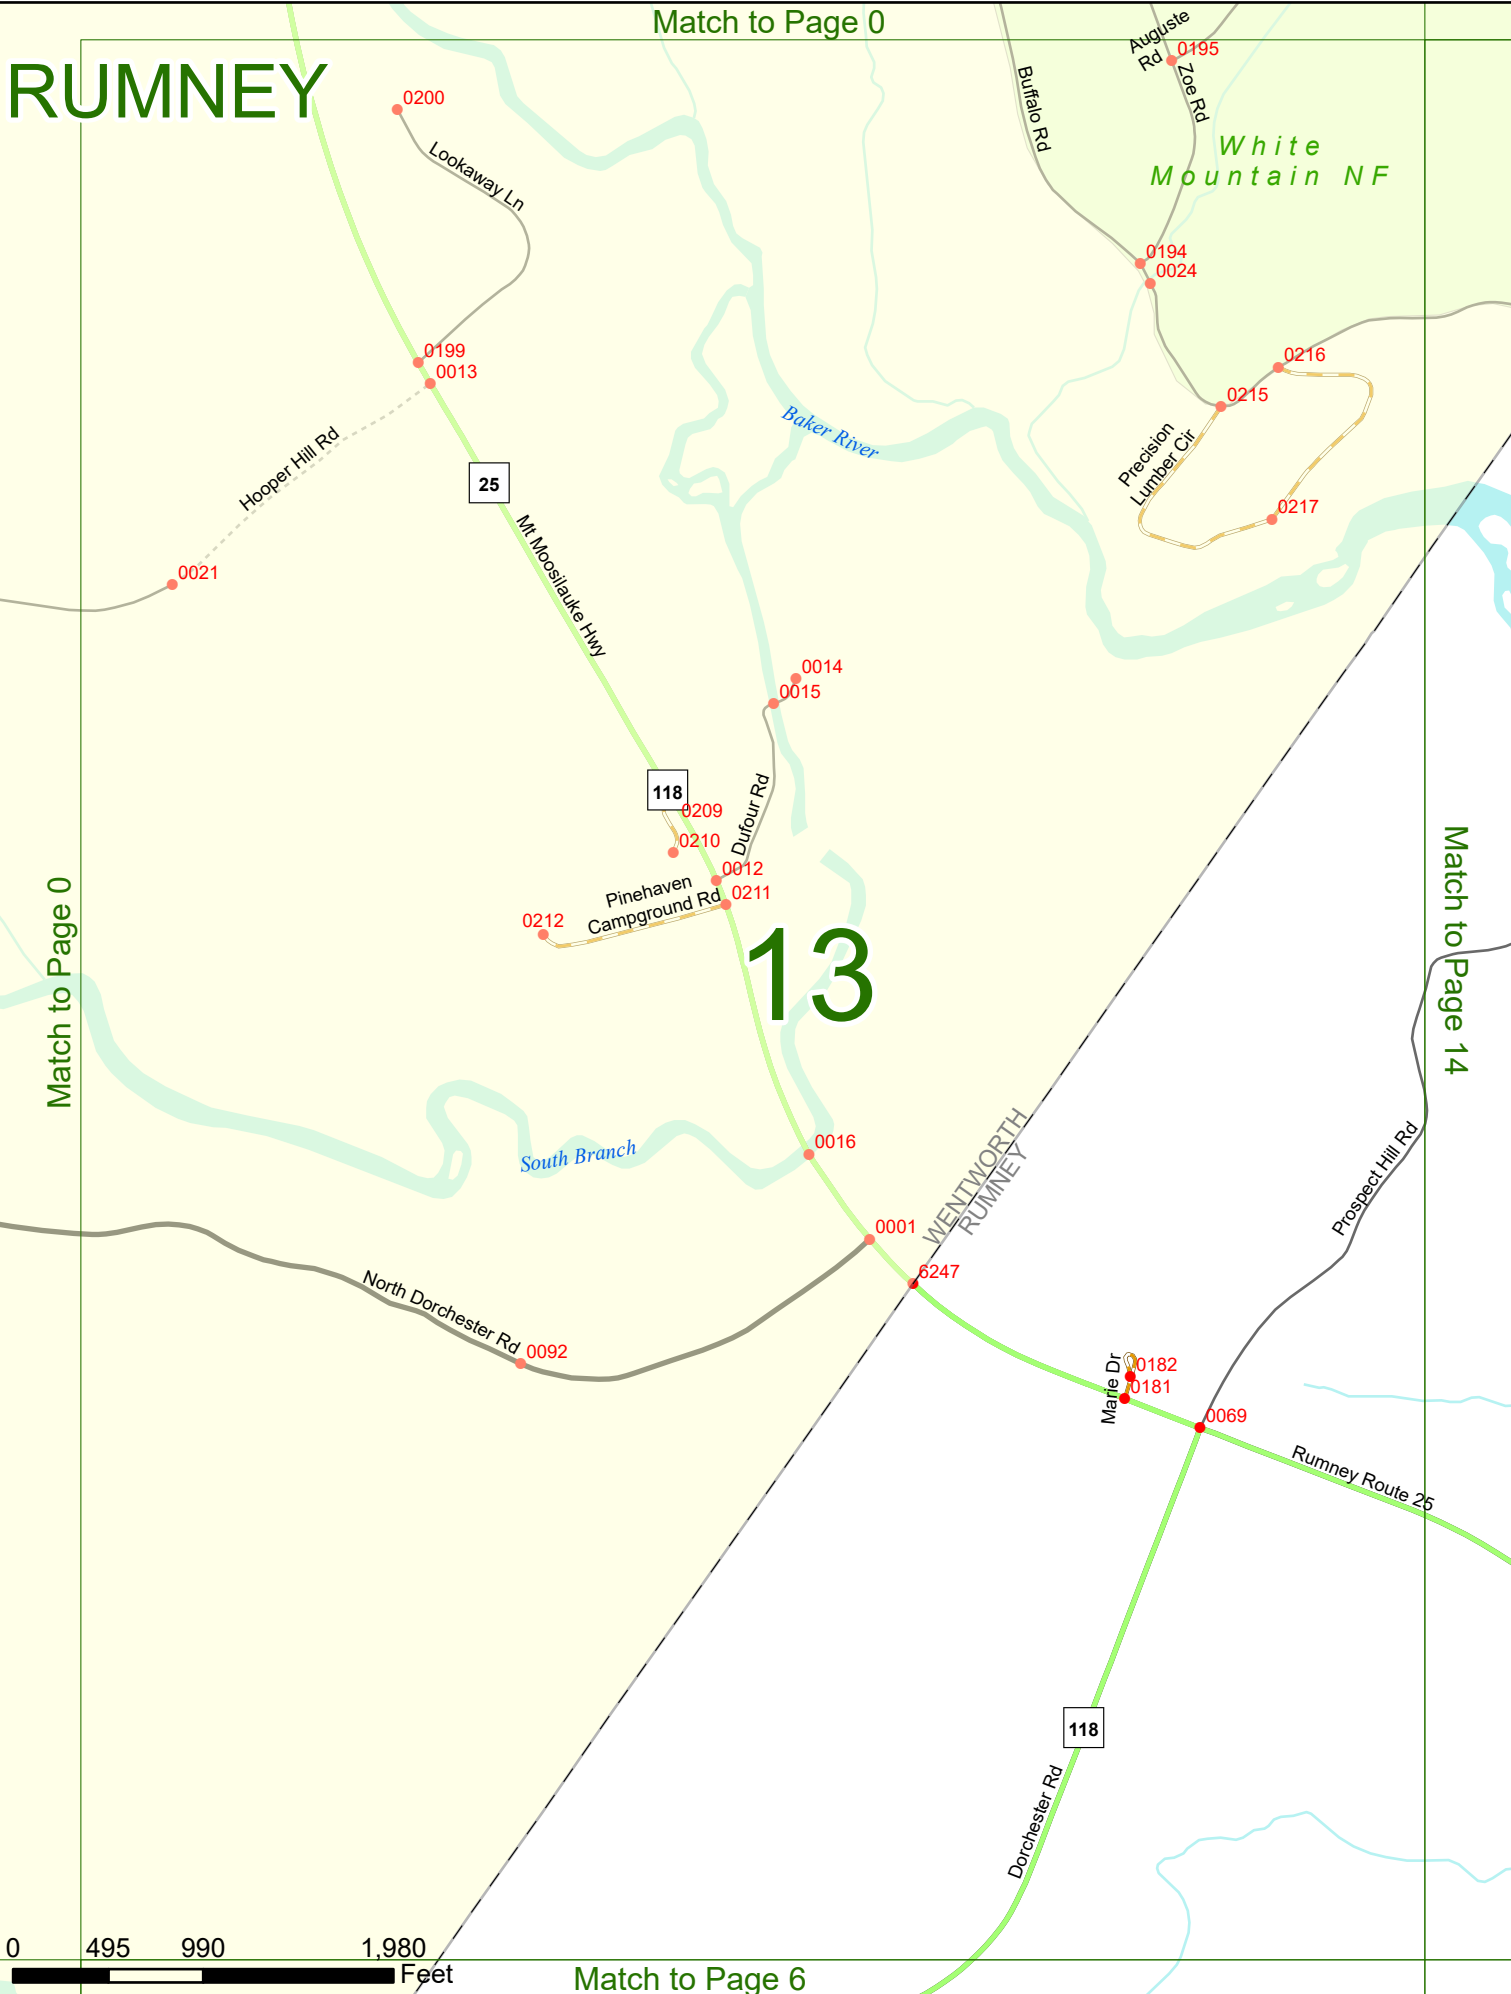 Match to Page 0
RUMNEY
Auguste
Rd
0195
Zoe Rd
Buffalo Rd
0200
Lookaway Ln
White
Mountain NF
0194
0024
0199
0013
0216
0215
Baker River
Precision
Lumber Cir
Hooper Hill Rd
25
0217
Mt Moosilauke Hwy
0021
0014
0015
118
0209
Dufour Rd
0210
0012
Pinehaven
Campground Rd
0211
0212
13
Match to Page 0
Match to Page 14
WENTWORTH
RUMNEY
0016
South Branch
Prospect Hill Rd
0001
6247
North Dorchester Rd
0092
Marie Dr
0182
0181
0069
Rumney Route 25
118
Dorchester Rd
0 495 990 1,980
Feet
Match to Page 6